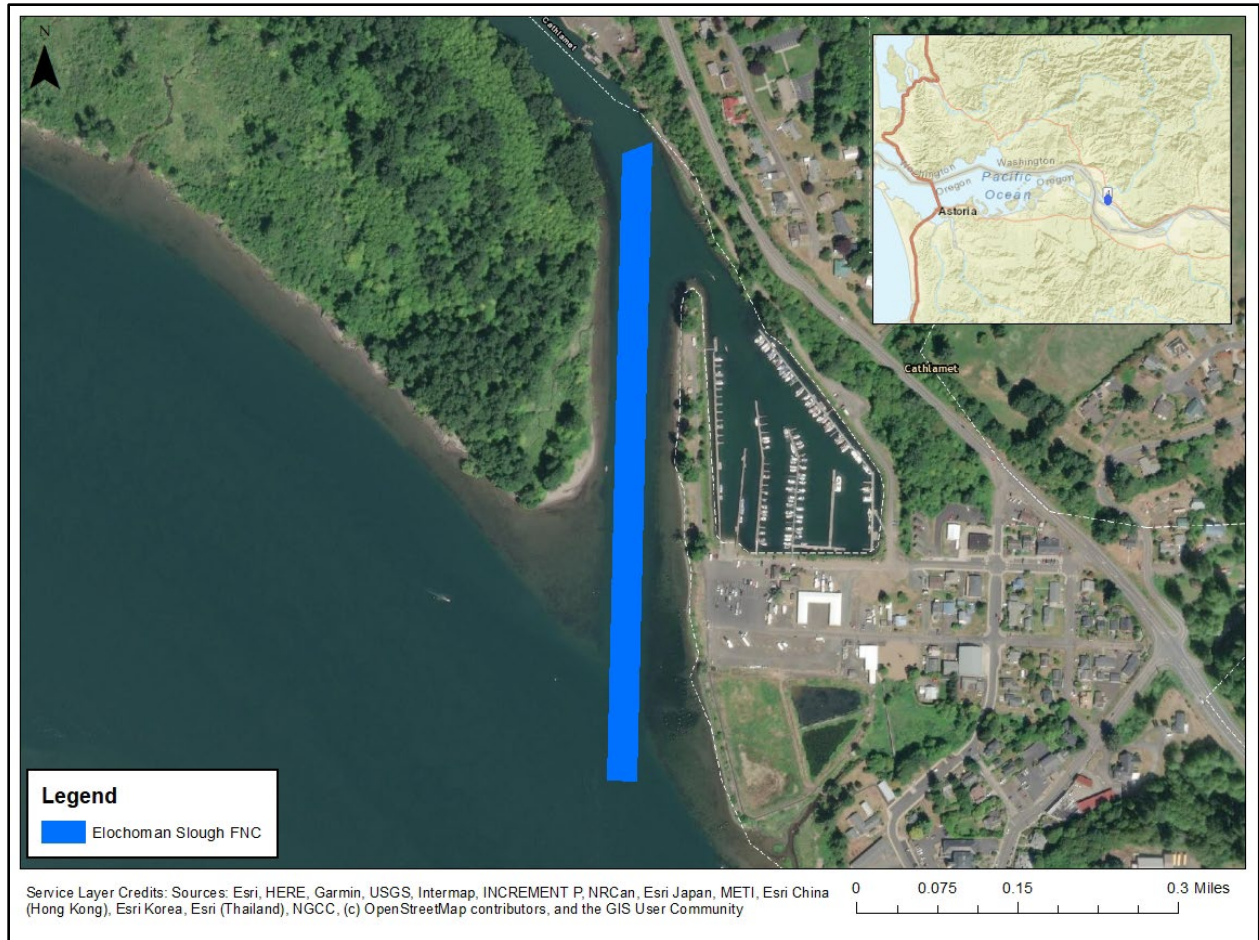 N
Cathlamet
Washington
Washington
Oregon
Pacific
Ocean
Oregon
Astoria
Cathlamet
Legend
Elochoman Slough FNC
Service Layer Credits: Sources: Esri, HERE, Garmin, USGS, Intermap, INCREMENT P, NRCan, Esri Japan, METI, Esri China
(Hong Kong), Esri Korea, Esri (Thailand), NGCC, (c) OpenStreetMap contributors, and the GIS User Community
0 0.075 0.15 0.3 Miles